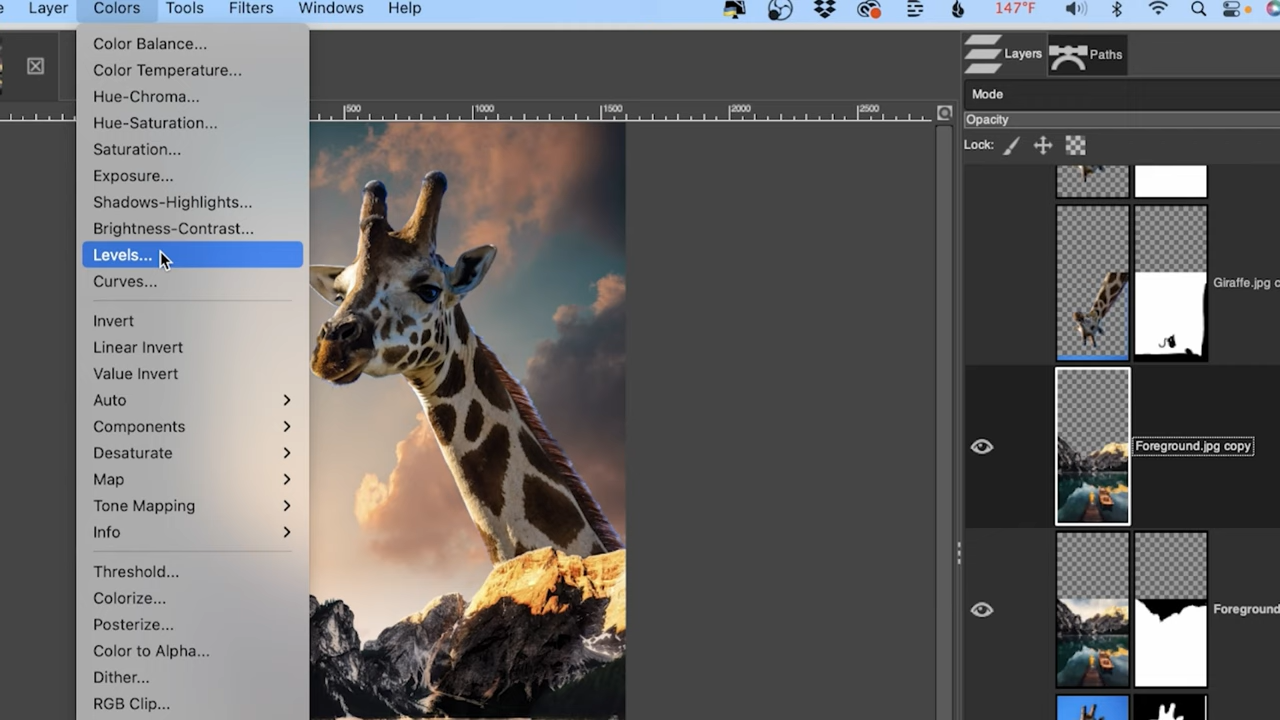 Layer Colors Tools Filters Windows Help 147°F
Color Balance...
Color Temperature...
Hue-Chroma...
Hue-Saturation...
Saturation...
Exposure...
Shadows-Highlights...
Brightness-Contrast...
Levels...
Curves...
Invert
Linear Invert
Value Invert
Auto
Components
Desaturate
Map
Tone Mapping
Info
Threshold...
Colorize...
Posterize...
Color to Alpha...
Dither...
RGB Clip...
500 1000 1500 2000 2500
Layers Paths
Mode
Opacity
Lock:
Giraffe.jpg c
Foreground.jpg copy
Foreground